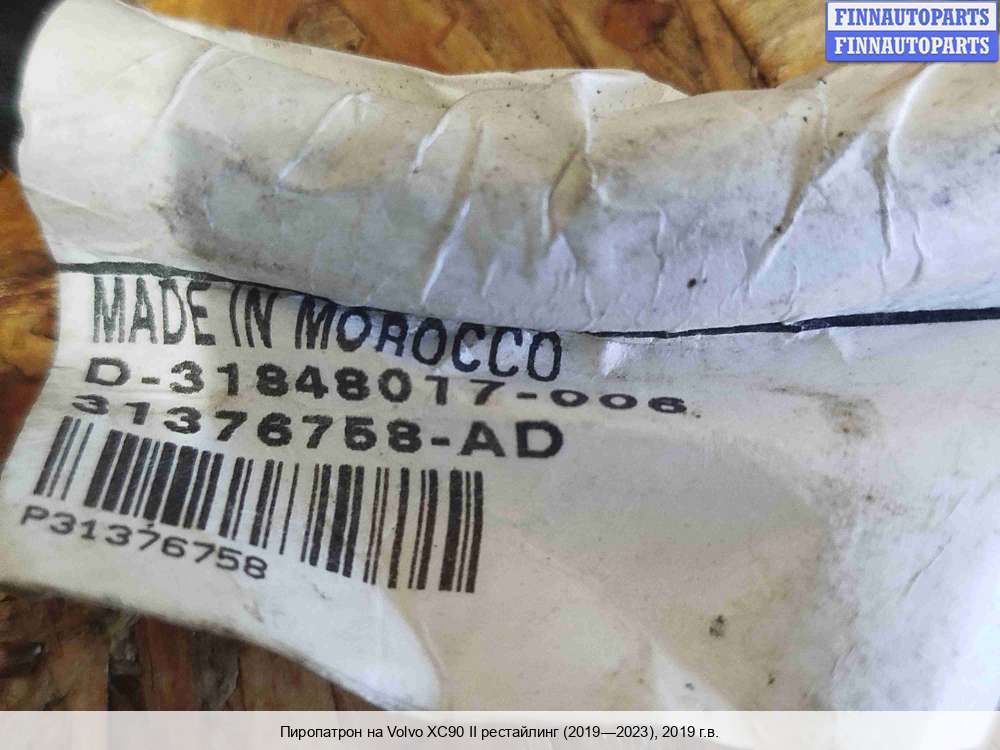 FINNAUTOPARTS
FINNAUTOPARTS
MADE IN MOROCCO
D-31848017-006
31376758-AD
P31376758
Пиропатрон на Volvo XC90 II рестайлинг (2019—2023), 2019 г.в.